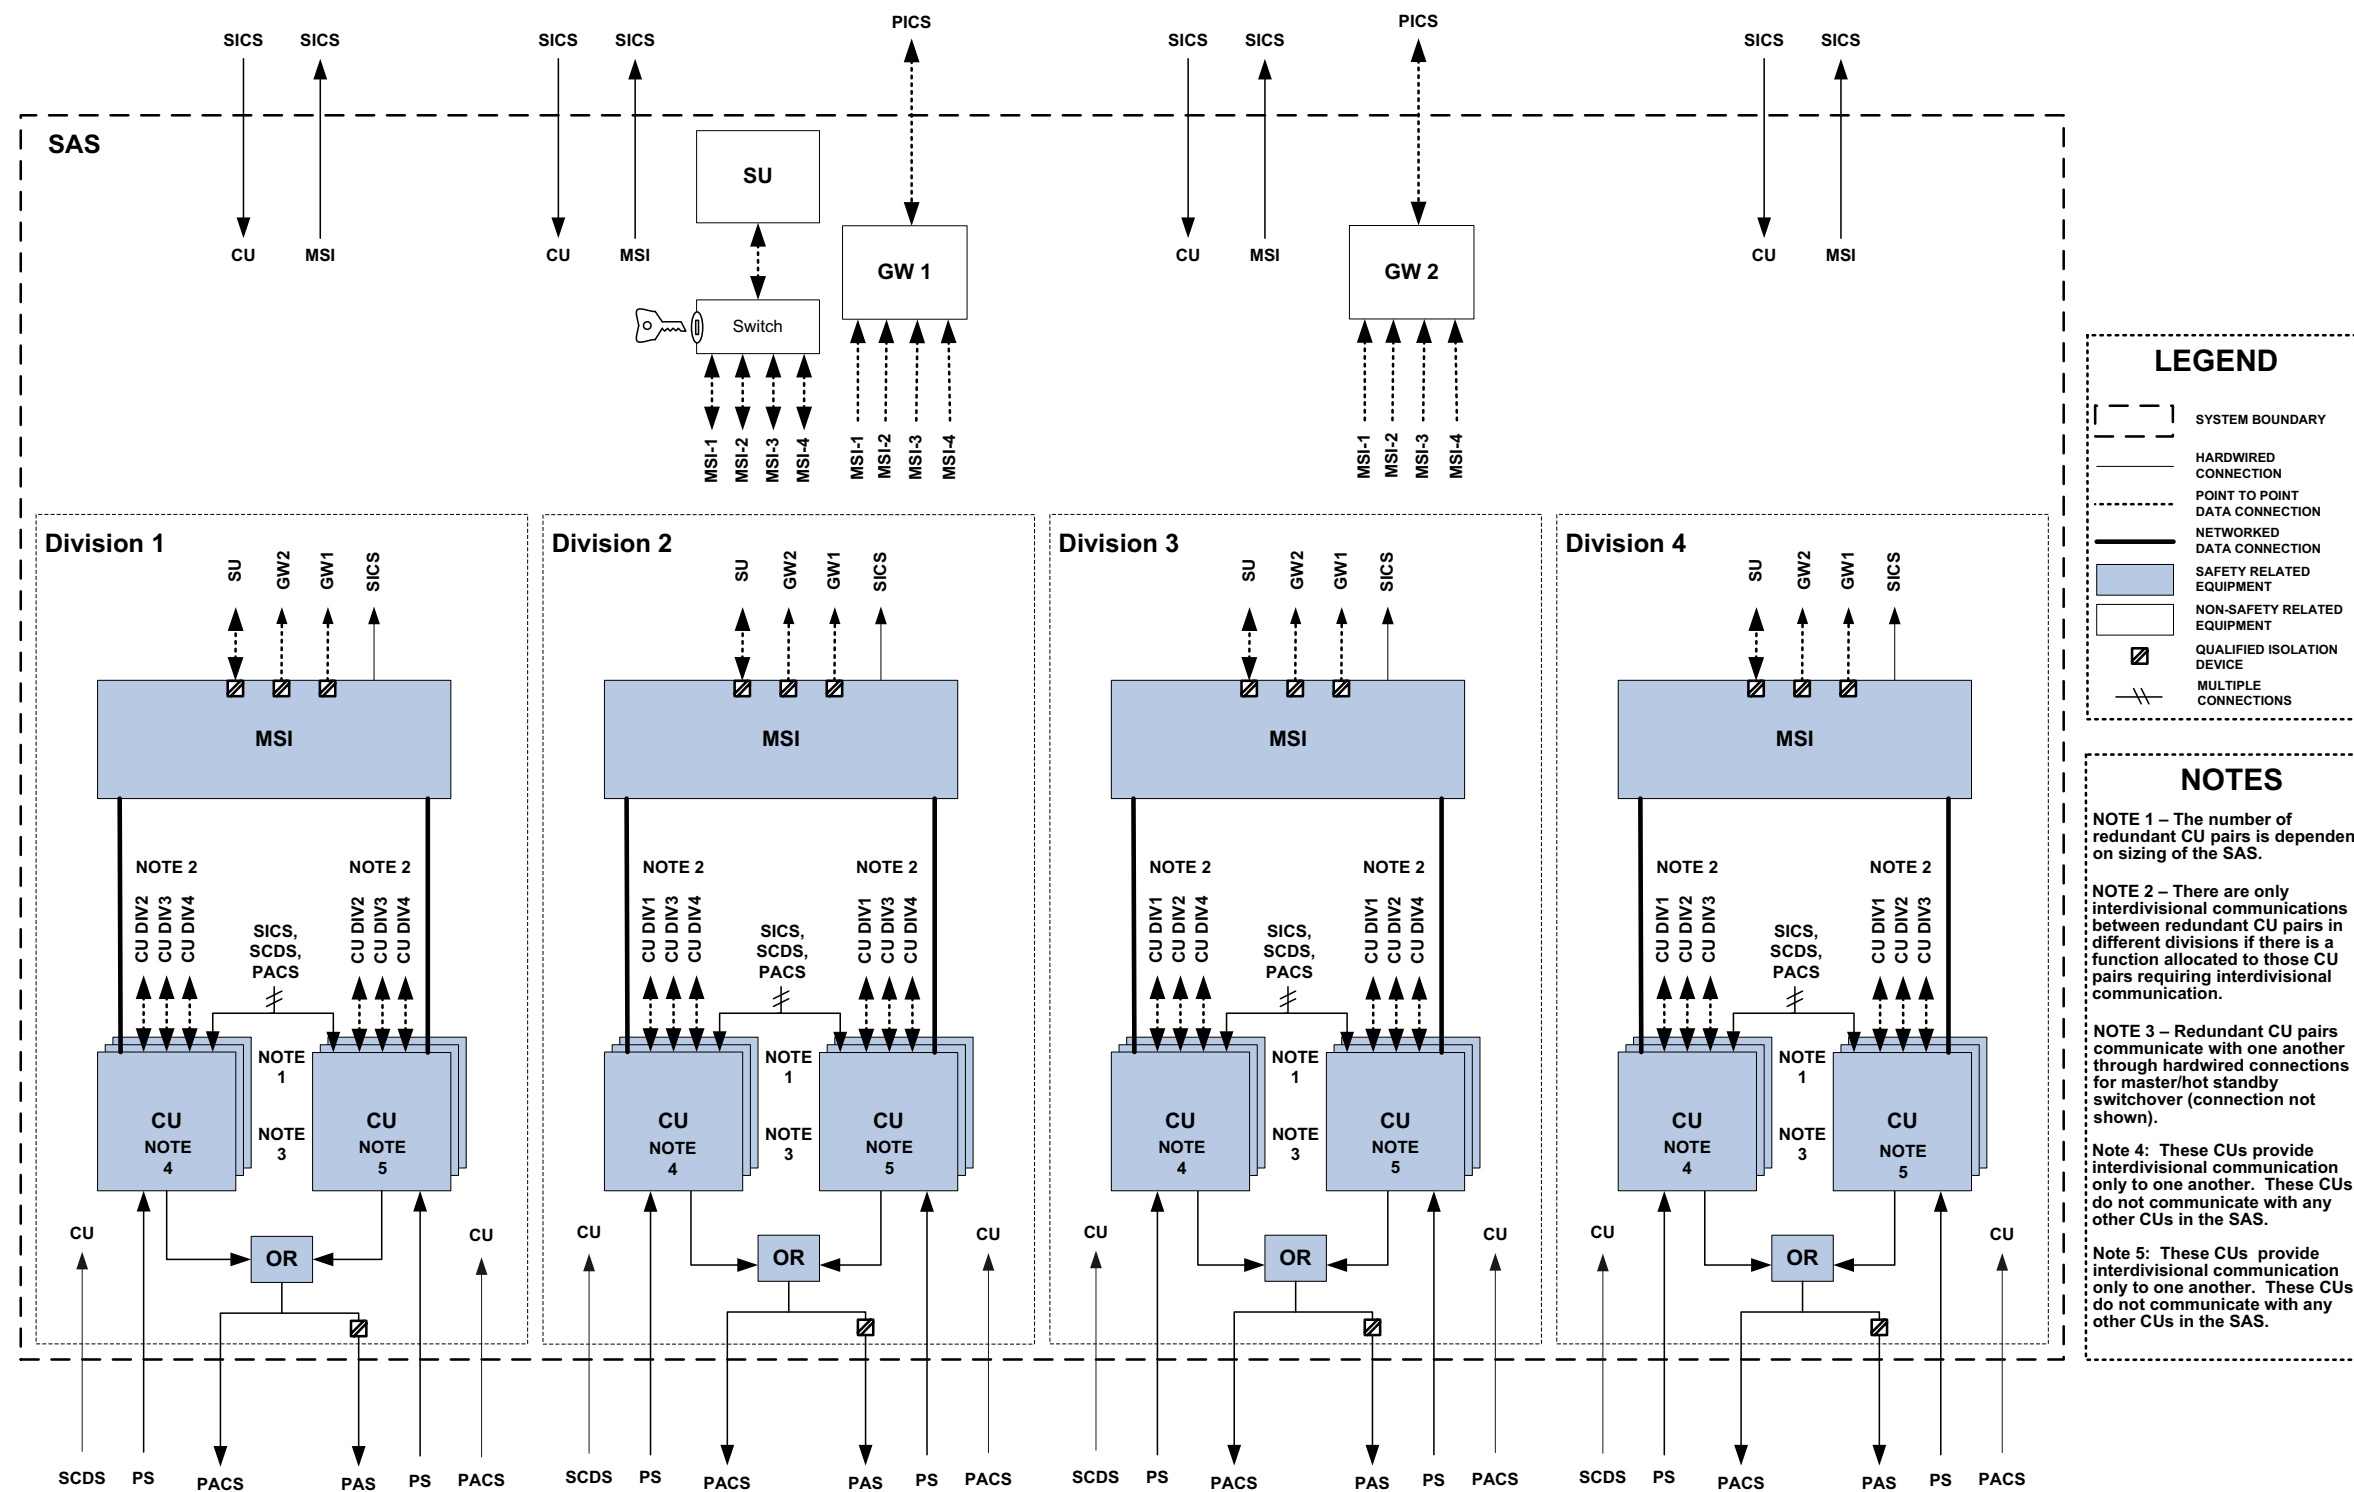 PICS
PICS
SICS
SICS
SICS
SICS
SICS
SICS
SICS
SICS
SAS
SU
CU
MSI
CU
MSI
CU
MSI
CU
MSI
GW 1
GW 2
Switch
MSI-1
MSI-2
MSI-3
MSI-4
MSI-1
MSI-2
MSI-3
MSI-4
MSI-1
MSI-2
MSI-3
MSI-4
Division 1
SU
GW2
GW1
SICS
MSI
NOTE 2
NOTE 2
CU DIV2
CU DIV3
CU DIV4
SICS,
SCDS,
PACS
CU DIV2
CU DIV3
CU DIV4
NOTE
1
CU
NOTE
4
NOTE
3
CU
NOTE
5
CU
OR
CU
SCDS
PS
PACS
PAS
PS
PACS
Division 2
SU
GW2
GW1
SICS
MSI
NOTE 2
NOTE 2
CU DIV1
CU DIV3
CU DIV4
SICS,
SCDS,
PACS
CU DIV1
CU DIV3
CU DIV4
NOTE
1
CU
NOTE
4
NOTE
3
CU
NOTE
5
CU
OR
CU
SCDS
PS
PACS
PAS
PS
PACS
Division 3
SU
GW2
GW1
SICS
MSI
NOTE 2
NOTE 2
CU DIV1
CU DIV2
CU DIV4
SICS,
SCDS,
PACS
CU DIV1
CU DIV2
CU DIV4
NOTE
1
CU
NOTE
4
NOTE
3
CU
NOTE
5
CU
OR
CU
SCDS
PS
PACS
PAS
PS
PACS
Division 4
SU
GW2
GW1
SICS
MSI
NOTE 2
NOTE 2
CU DIV1
CU DIV2
CU DIV3
SICS,
SCDS,
PACS
CU DIV1
CU DIV2
CU DIV3
NOTE
1
CU
NOTE
4
NOTE
3
CU
NOTE
5
CU
OR
CU
SCDS
PS
PACS
PAS
PS
PACS
LEGEND
SYSTEM BOUNDARY
HARDWIRED
CONNECTION
POINT TO POINT
DATA CONNECTION
NETWORKED
DATA CONNECTION
SAFETY RELATED
EQUIPMENT
NON-SAFETY RELATED
EQUIPMENT
QUALIFIED ISOLATION
DEVICE
MULTIPLE
CONNECTIONS
NOTES
NOTE 1 – The number of
redundant CU pairs is dependen
on sizing of the SAS.
NOTE 2 – There are only
interdivisional communications
between redundant CU pairs in
different divisions if there is a
function allocated to those CU
pairs requiring interdivisional
communication.
NOTE 3 – Redundant CU pairs
communicate with one another
through hardwired connections
for master/hot standby
switchover (connection not
shown).
Note 4: These CUs provide
interdivisional communication
only to one another. These CUs
do not communicate with any
other CUs in the SAS.
Note 5: These CUs provide
interdivisional communication
only to one another. These CUs
do not communicate with any
other CUs in the SAS.